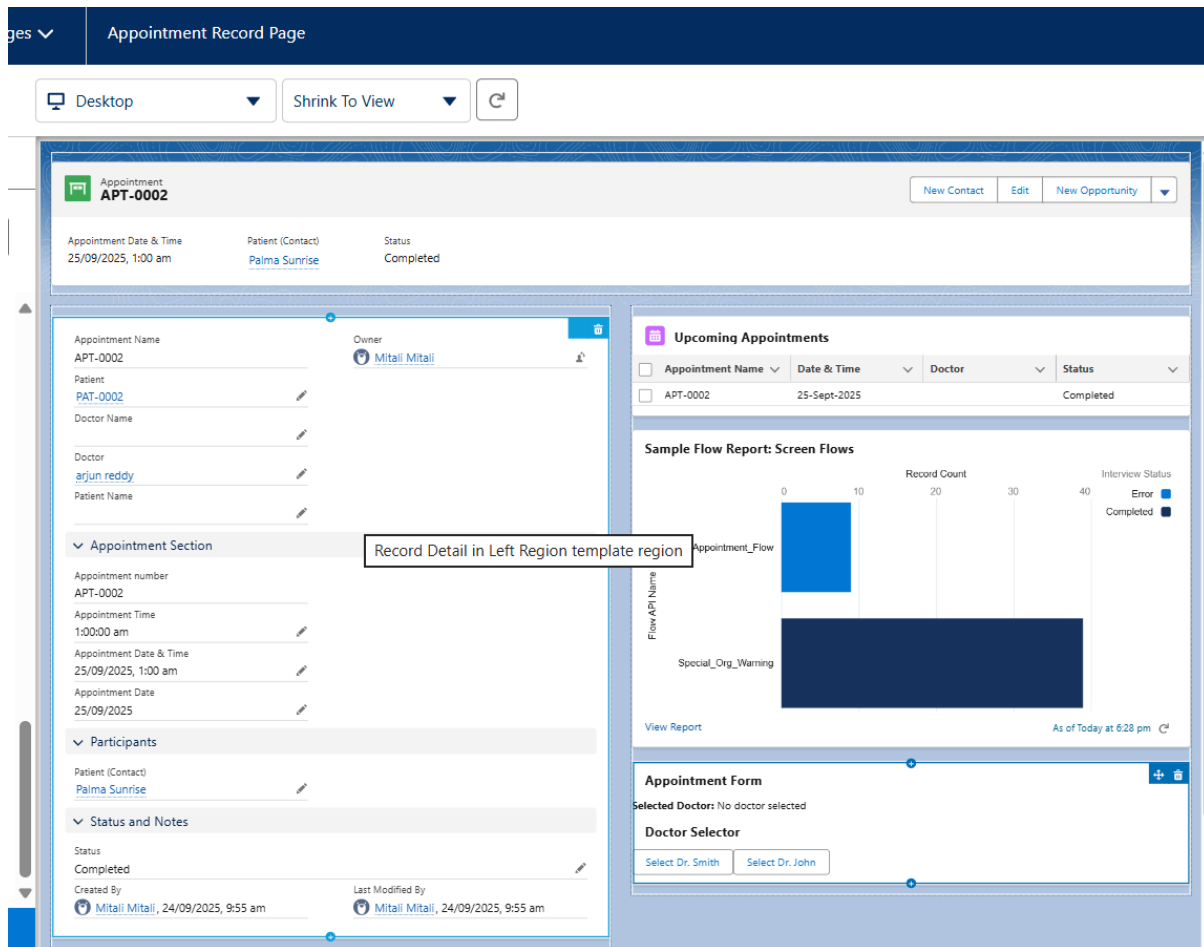 ges
Appointment Record Page
Desktop
Shrink To View
Appointment
APT-0002
New Contact
Edit
New Opportunity
Appointment Date & Time
Patient (Contact)
Status
25/09/2025, 1:00 am
Palma Sunrise
Completed
Appointment Name
APT-0002
Owner
Mitali Mitali
Patient
PAT-0002
Doctor Name
Doctor
arjun reddy
Patient Name
Appointment Section
Record Detail in Left Region template region
Appointment number
APT-0002
Appointment Time
1:00:00 am
Appointment Date & Time
25/09/2025, 1:00 am
Appointment Date
25/09/2025
Participants
Patient (Contact)
Palma Sunrise
Status and Notes
Status
Completed
Created By
Mitali Mitali, 24/09/2025, 9:55 am
Last Modified By
Mitali Mitali, 24/09/2025, 9:55 am
Upcoming Appointments
Appointment Name
Date & Time
Doctor
Status
APT-0002
25-Sept-2025
Completed
Sample Flow Report: Screen Flows
Record Count
0 10 20 30 40
Interview Status
Error
Completed
Appointment_Flow
Flow API Name
Special_Org_Warning
View Report
As of Today at 6:28 pm
Appointment Form
Selected Doctor: No doctor selected
Doctor Selector
Select Dr. Smith
Select Dr. John